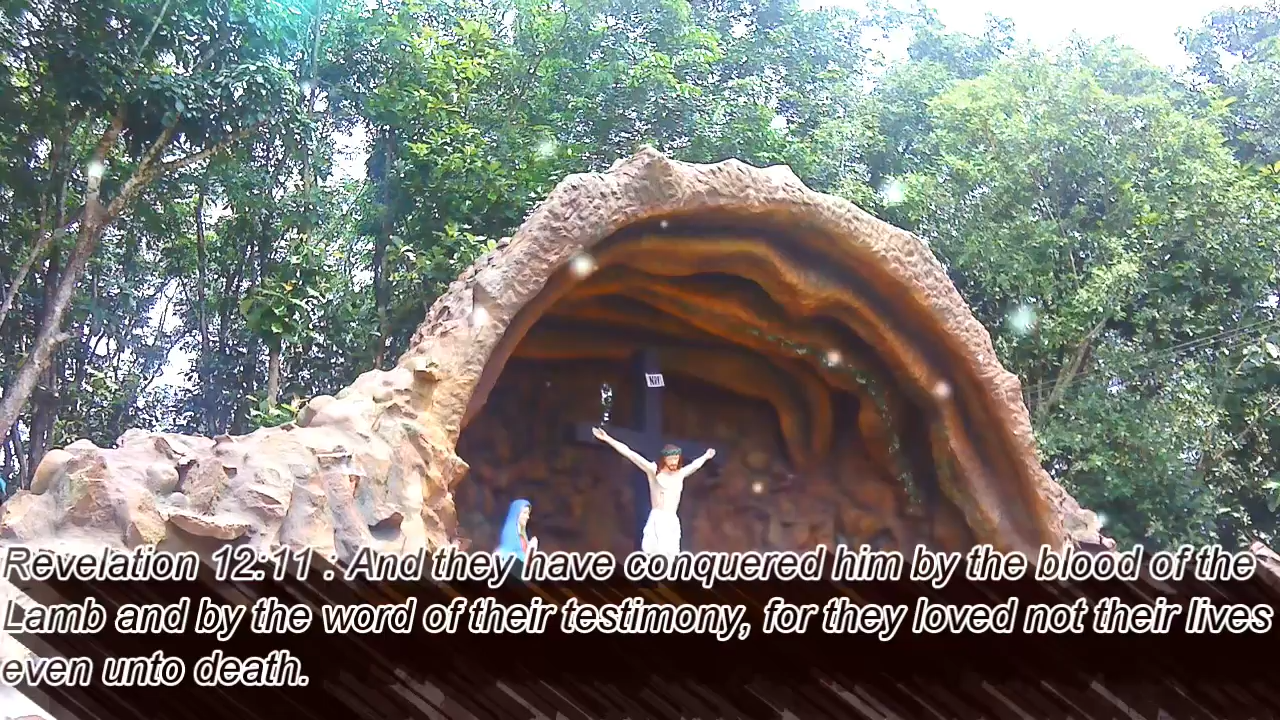 INRI
Revelation 12:11 : And they have conquered him by the blood of the
Lamb and by the word of their testimony, for they loved not their lives
even unto death.